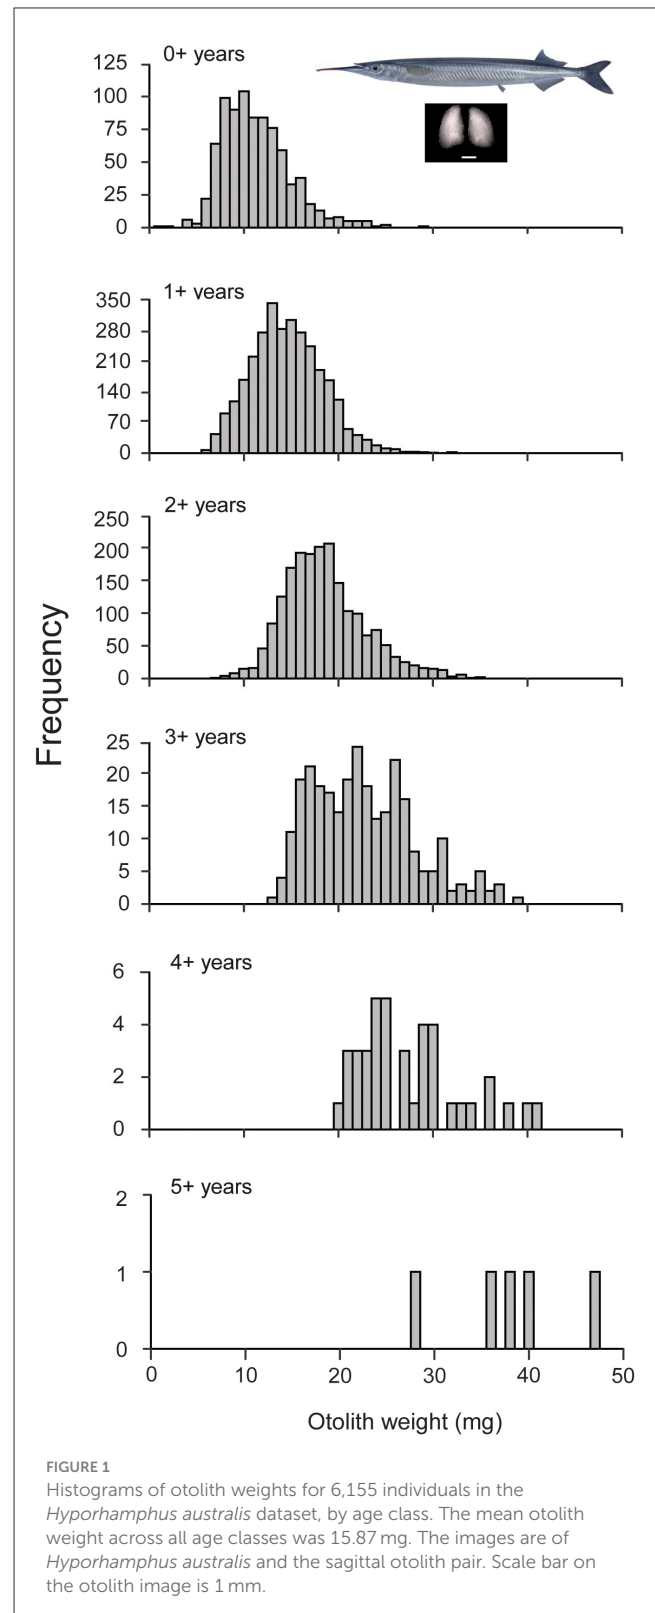 0+ years
125
100
75
50
25
0
1+ years
350
280
210
140
70
0
2+ years
250
200
150
100
50
0
Frequency
3+ years
25
20
15
10
5
0
4+ years
6
4
2
0
5+ years
2
1
0
0 10 20 30 40 50
Otolith weight (mg)
FIGURE 1
Histograms of otolith weights for 6,155 individuals in the
Hyporhamphus australis dataset, by age class. The mean otolith
weight across all age classes was 15.87 mg. The images are of
Hyporhamphus australis and the sagittal otolith pair. Scale bar on
the otolith image is 1 mm.